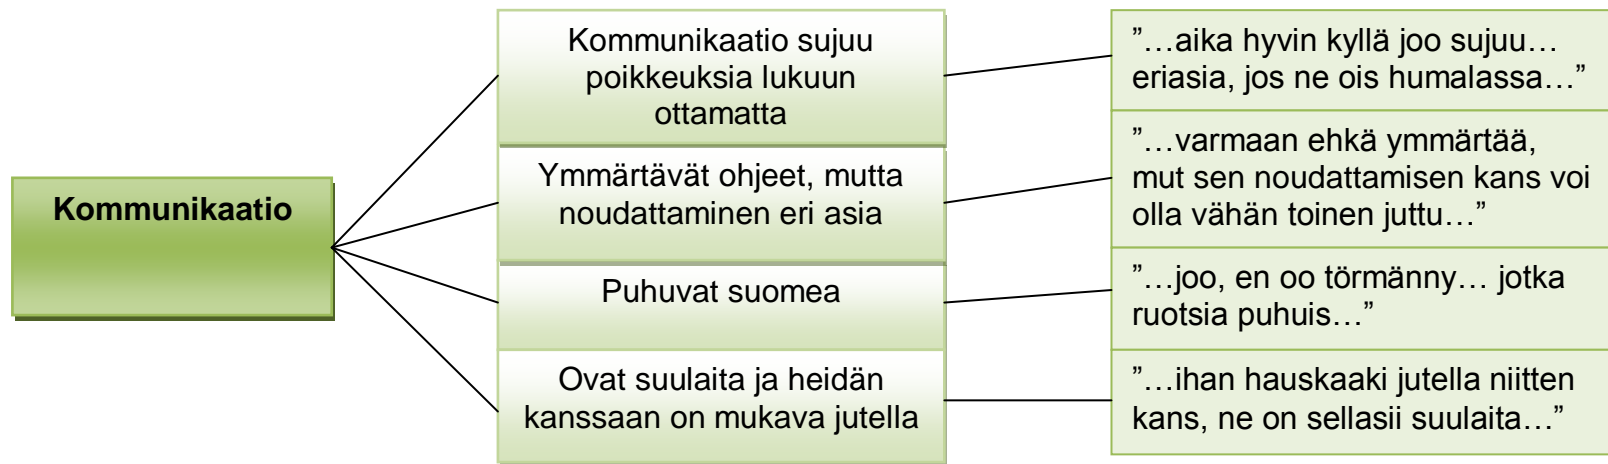 Kommunikaatio
Kommunikaatio sujuu
poikkeuksia lukuun
ottamatta
”…aika hyvin kyllä joo sujuu…
eriasia, jos ne ois humalassa…”
Ymmärtävät ohjeet, mutta
noudattaminen eri asia
”…varmaan ehkä ymmärtää,
mut sen noudattamisen kans voi
olla vähän toinen juttu…”
Puhuvat suomea
”…joo, en oo törmänny… jotka
ruotsia puhuis…”
Ovat suulaita ja heidän
kanssaan on mukava jutella
”…ihan hauskaaki jutella niitten
kans, ne on sellasii suulaita…”